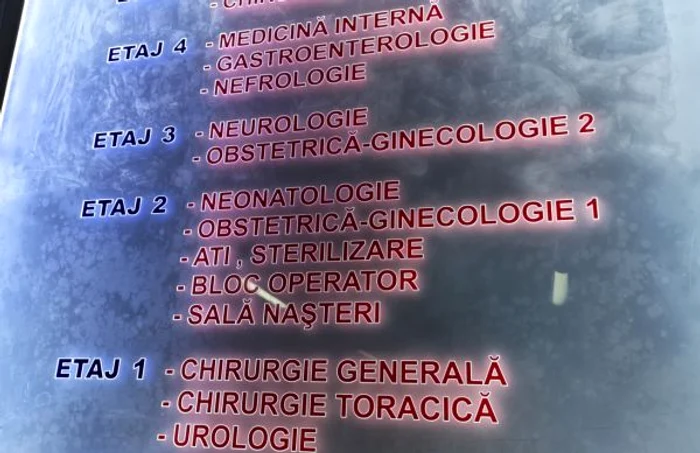 ETAJ 4 - MEDICINĂ INTERNĂ
- GASTROENTEROLOGIE
- NEFROLOGIE
ETAJ 3 - NEUROLOGIE
- OBSTETRICĂ-GINECOLOGIE 2
ETAJ 2 - NEONATOLOGIE
- OBSTETRICĂ-GINECOLOGIE 1
- ATI , STERILIZARE
- BLOC OPERATOR
- SALĂ NAŞTERI
ETAJ 1 - CHIRURGIE GENERALĂ
- CHIRURGIE TORACICĂ
- UROLOGIE